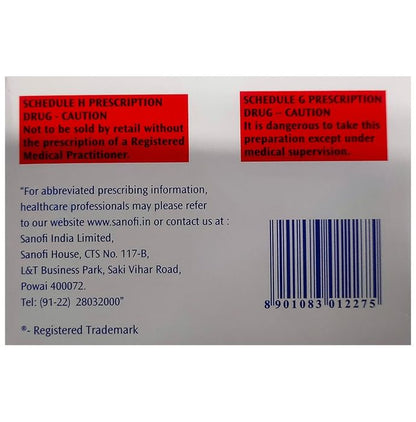 SCHEDULE H PRESCRIPTION
DRUG - CAUTION
Not to be sold by retail without
the prescription of a Registered
Medical Practitioner.
SCHEDULE G PRESCRIPTION
DRUG – CAUTION
It is dangerous to take this
preparation except under
medical supervision.
"For abbreviated prescribing information,
healthcare professionals may please refer
to our website www.sanofi.in or contact us at :
Sanofi India Limited,
Sanofi House, CTS No. 117-B,
L&T Business Park, Saki Vihar Road,
Powai 400072.
Tel: (91-22) 28032000"
®- Registered Trademark
8 901083 012275